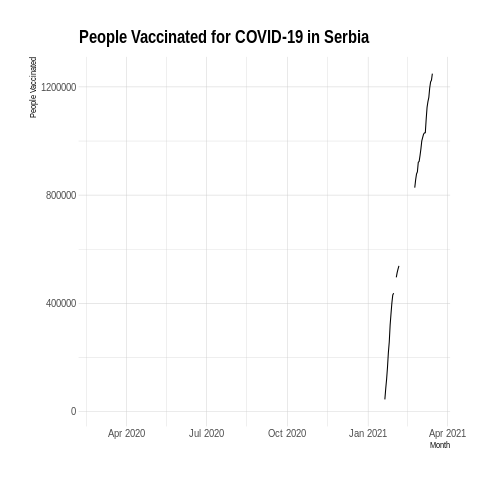 People Vaccinated for COVID-19 in Serbia
People Vaccinated
1200000
800000
400000
0
Apr 2020
Jul 2020
Oct 2020
Jan 2021
Apr 2021
Month